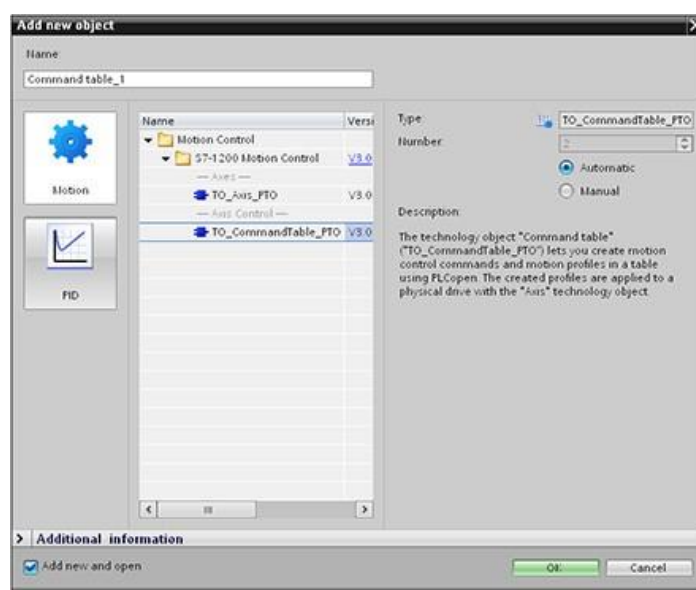 Add new object
Name:
Command table_1
Motion
PID
Name
Versi
Motion Control
S7-1200 Motion Control V3.0
--- Axes ---
TO_Axis_PTO V3.0
--- Axis Control ---
TO_CommandTable_PTO V3.0
Type: TO_CommandTable_PTO
Number: 2
Automatic
Manual
Description:
The technology object "Command table"
("TO_CommandTable_PTO") lets you create motion
control commands and motion profiles in a table
using PLCopen. The created profiles are applied to a
physical drive with the "Axis" technology object.
Additional information
Add new and open
OK
Cancel